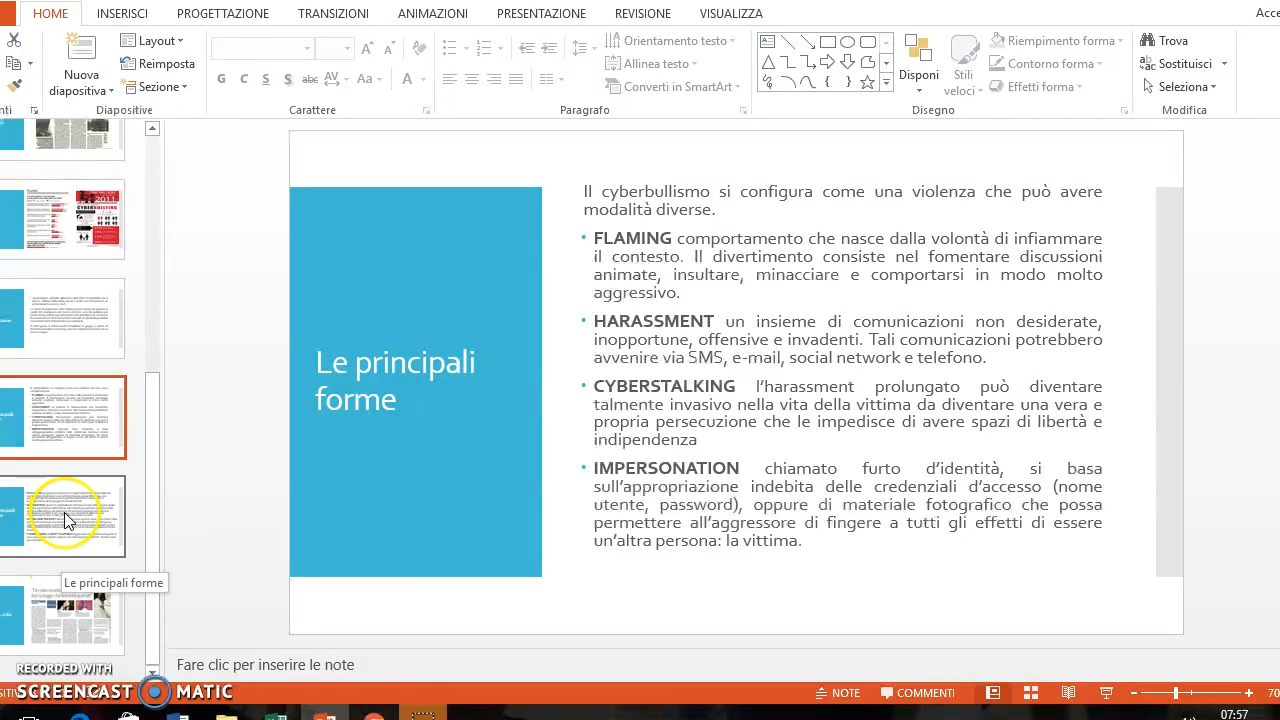 HOME INSERISCI PROGETTAZIONE TRANSIZIONI ANIMAZIONI PRESENTAZIONE REVISIONE VISUALIZZA Acce
Layout
Reimposta
Sezione
Nuova
diapositiva
Diapositive
G C S S abc AV Aa A
Carattere
Paragrafo
Orientamento testo
Allinea testo
Converti in SmartArt
Disponi
Stili
veloci
Riempimento forma
Contorno forma
Effetti forma
Disegno
Trova
Sostituisci
Seleziona
Modifica
nti
2011
CYBERBULLYING
Le principali forme
Le principali
forme
Il cyberbullismo si configura come una violenza che può avere
modalità diverse.
• FLAMING comportamento che nasce dalla volontà di infiammare
il contesto. Il divertimento consiste nel fomentare discussioni
animate, insultare, minacciare e comportarsi in modo molto
aggressivo.
• HARASSMENT un insieme di comunicazioni non desiderate,
inopportune, offensive e invadenti. Tali comunicazioni potrebbero
avvenire via SMS, e-mail, social network e telefono.
• CYBERSTALKING l’harassment prolungato può diventare
talmente invasivo alla vita della vittima da diventare una vera e
propria persecuzione che le impedisce di avere spazi di libertà e
indipendenza
• IMPERSONATION chiamato furto d’identità, si basa
sull’appropriazione indebita delle credenziali d’accesso (nome
utente, password), oppure di materiale fotografico che possa
permettere all’aggressore di fingere a tutti gli effetti di essere
un’altra persona: la vittima.
Fare clic per inserire le note
RECORDED WITH
SCREENCAST MATIC
NOTE COMMENTI 70
07:57